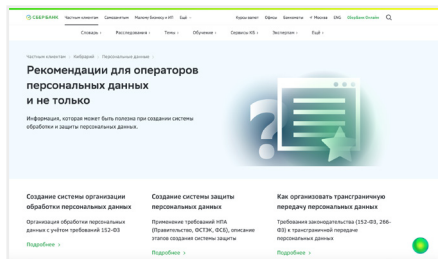 СБЕРБАНК Частным клиентам Самозанятым Малому бизнесу и ИП Ещё Курсы валют Офисы Банкоматы Москва ENG СберБанк Онлайн
Словарь Расследования Темы Обучение Сервисы КБ Экспертам Ещё
Частным клиентам Кибрарий Персональные данные
Рекомендации для операторов
персональных данных
и не только
Информация, которая может быть полезна при создании системы
обработки и защиты персональных данных.
Создание системы организации
обработки персональных данных
Организация обработки персональных
данных с учётом требований 152-ФЗ
Подробнее
Создание системы защиты
персональных данных
Применение требований НПА
(Правительство, ФСТЭК, ФСБ), описание
этапов создания системы защиты
Подробнее
Как организовать трансграничную
передачу персональных данных
Требования законодательства (152-ФЗ, 266-
ФЗ) к трансграничной передаче
персональных данных
Подробнее